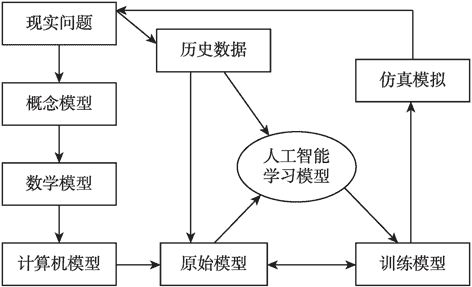 现实问题
历史数据
概念模型
仿真模拟
人工智能
学习模型
数学模型
计算机模型
原始模型
训练模型